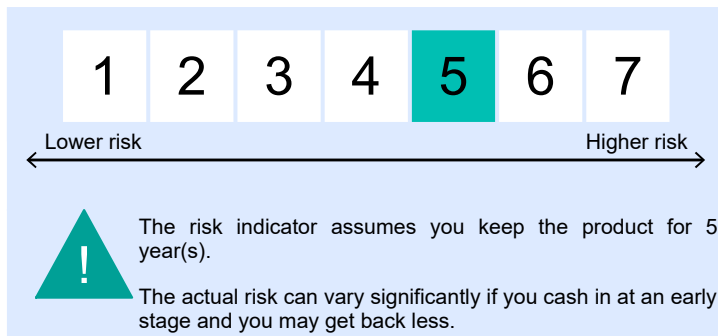 1 2 3 4 5 6 7
Lower risk Higher risk
!
The risk indicator assumes you keep the product for 5
year(s).
The actual risk can vary significantly if you cash in at an early
stage and you may get back less.